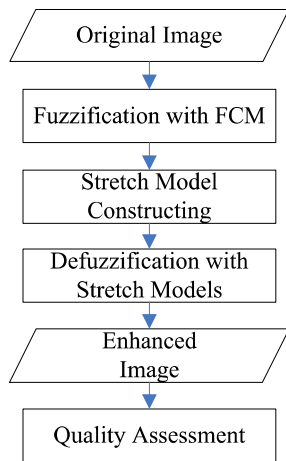 Original Image
Fuzzification with FCM
Stretch Model
Constructing
Defuzzification with
Stretch Models
Enhanced
Image
Quality Assessment